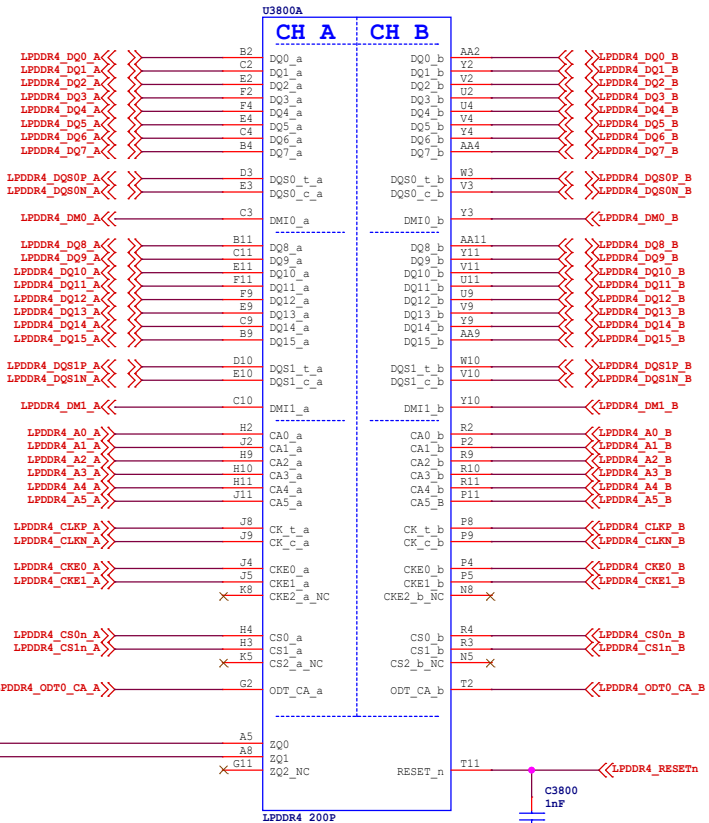 U3800A
CH A CH B
LPDDR4_DQ0_A B2 DQ0_a DQ0_b AA2 LPDDR4_DQ0_B
LPDDR4_DQ1_A C2 DQ1_a DQ1_b Y2 LPDDR4_DQ1_B
LPDDR4_DQ2_A E2 DQ2_a DQ2_b V2 LPDDR4_DQ2_B
LPDDR4_DQ3_A F2 DQ3_a DQ3_b U2 LPDDR4_DQ3_B
LPDDR4_DQ4_A F4 DQ4_a DQ4_b U4 LPDDR4_DQ4_B
LPDDR4_DQ5_A E4 DQ5_a DQ5_b V4 LPDDR4_DQ5_B
LPDDR4_DQ6_A C4 DQ6_a DQ6_b Y4 LPDDR4_DQ6_B
LPDDR4_DQ7_A B4 DQ7_a DQ7_b AA4 LPDDR4_DQ7_B
LPDDR4_DQS0P_A D3 DQS0_t_a DQS0_t_b W3 LPDDR4_DQS0P_B
LPDDR4_DQS0N_A E3 DQS0_c_a DQS0_c_b V3 LPDDR4_DQS0N_B
LPDDR4_DM0_A C3 DMI0_a DMI0_b Y3 LPDDR4_DM0_B
LPDDR4_DQ8_A B11 DQ8_a DQ8_b AA11 LPDDR4_DQ8_B
LPDDR4_DQ9_A C11 DQ9_a DQ9_b Y11 LPDDR4_DQ9_B
LPDDR4_DQ10_A E11 DQ10_a DQ10_b V11 LPDDR4_DQ10_B
LPDDR4_DQ11_A F11 DQ11_a DQ11_b U11 LPDDR4_DQ11_B
LPDDR4_DQ12_A F9 DQ12_a DQ12_b U9 LPDDR4_DQ12_B
LPDDR4_DQ13_A E9 DQ13_a DQ13_b V9 LPDDR4_DQ13_B
LPDDR4_DQ14_A C9 DQ14_a DQ14_b Y9 LPDDR4_DQ14_B
LPDDR4_DQ15_A B9 DQ15_a DQ15_b AA9 LPDDR4_DQ15_B
LPDDR4_DQS1P_A D10 DQS1_t_a DQS1_t_b W10 LPDDR4_DQS1P_B
LPDDR4_DQS1N_A E10 DQS1_c_a DQS1_c_b V10 LPDDR4_DQS1N_B
LPDDR4_DM1_A C10 DMI1_a DMI1_b Y10 LPDDR4_DM1_B
LPDDR4_A0_A H2 CA0_a CA0_b R2 LPDDR4_A0_B
LPDDR4_A1_A J2 CA1_a CA1_b P2 LPDDR4_A1_B
LPDDR4_A2_A H9 CA2_a CA2_b R9 LPDDR4_A2_B
LPDDR4_A3_A H10 CA3_a CA3_b R10 LPDDR4_A3_B
LPDDR4_A4_A H11 CA4_a CA4_b R11 LPDDR4_A4_B
LPDDR4_A5_A J11 CA5_a CA5_B P11 LPDDR4_A5_B
LPDDR4_CLKP_A J8 CK_t_a CK_t_b P8 LPDDR4_CLKP_B
LPDDR4_CLKN_A J9 CK_c_a CK_c_b P9 LPDDR4_CLKN_B
LPDDR4_CKE0_A J4 CKE0_a CKE0_b P4 LPDDR4_CKE0_B
LPDDR4_CKE1_A J5 CKE1_a CKE1_b P5 LPDDR4_CKE1_B
K8 CKE2_a_NC CKE2_b_NC N8
LPDDR4_CS0n_A H4 CS0_a CS0_b R4 LPDDR4_CS0n_B
LPDDR4_CS1n_A H3 CS1_a CS1_b R3 LPDDR4_CS1n_B
K5 CS2_a_NC CS2_b_NC N5
LPDDR4_ODT0_CA_A G2 ODT_CA_a ODT_CA_b T2 LPDDR4_ODT0_CA_B
A5 ZQ0
A8 ZQ1
G11 ZQ2_NC RESET_n T11 LPDDR4_RESETn
C3800
1nF
LPDDR4 200P